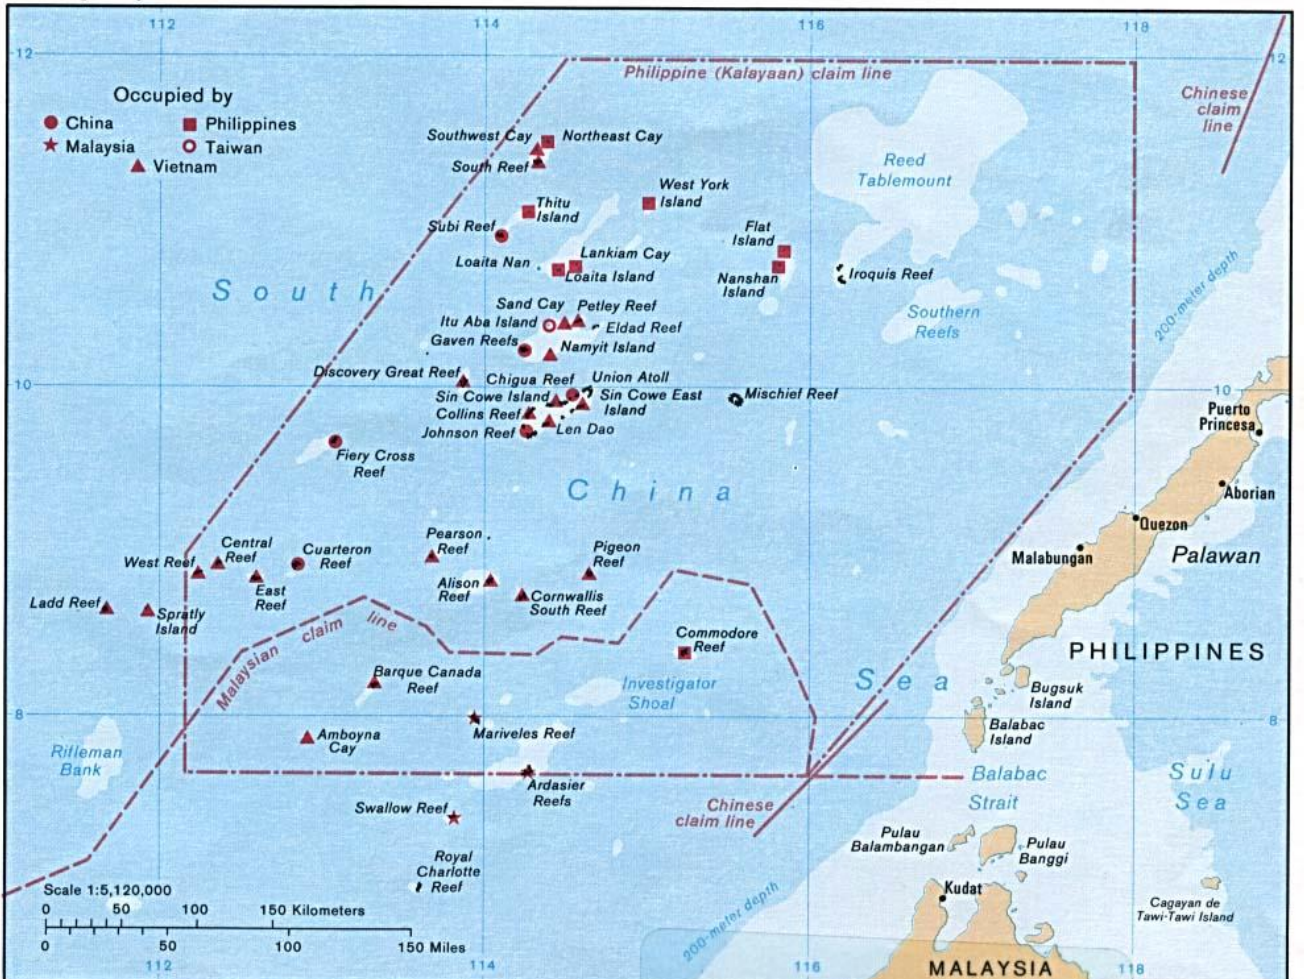 112
114
116
118
12
12
Philippine (Kalayaan) claim line
Chinese
claim
line
Occupied by
China
Philippines
Malaysia
Taiwan
Vietnam
Southwest Cay
Northeast Cay
South Reef
Reed
Tablemount
West York
Island
Thitu
Island
Subi Reef
Flat
Island
Loaita Nan
Lankiam Cay
Loaita Island
Nanshan
Island
Iroquis Reef
200-meter depth
South
Sand Cay
Petley Reef
Itu Aba Island
Eldad Reef
Southern
Reefs
Gaven Reefs
Namyit Island
Discovery Great Reef
Chigua Reef
Union Atoll
10
10
Sin Cowe Island
Sin Cowe East
Island
Mischief Reef
Collins Reef
Johnson Reef
Len Dao
Puerto
Princesa
Fiery Cross
Reef
China
Aborian
Quezon
Malabungan
Palawan
Pearson
Reef
Pigeon
Reef
Central
Reef
Cuarteron
Reef
West Reef
East
Reef
Alison
Reef
Cornwallis
South Reef
Ladd Reef
Spratly
Island
Malaysian claim line
Commodore
Reef
PHILIPPINES
Barque Canada
Reef
Investigator
Shoal
Sea
Bugsuk
Island
8
8
Mariveles Reef
Balabac
Island
Amboyna
Cay
Rifleman
Bank
Ardasier
Reefs
Balabac
Strait
Sulu
Sea
Swallow Reef
Chinese
claim line
Pulau
Balambangan
Pulau
Banggi
Royal
Charlotte
Reef
Kudat
Cagayan de
Tawi-Tawi Island
Scale 1:5,120,000
0 50 100 150 Kilometers
0 50 100 150 Miles
200-meter depth
MALAYSIA
112
114
116
118